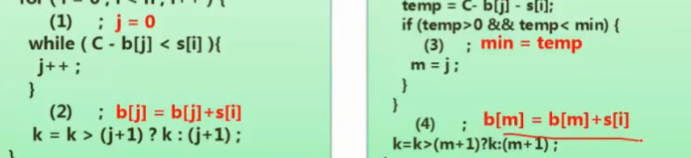 (1) ; j = 0
while ( C - b[j] < s[i] ){
j++ ;
}
(2) ; b[j] = b[j]+s[i]
k = k > (j+1) ? k : (j+1) ;
temp = C- b[j] - s[i];
if (temp>0 && temp< min) {
(3) ; min = temp
m = j ;
}
}
(4) ; b[m] = b[m]+s[i]
k=k>(m+1)?k:(m+1) ;